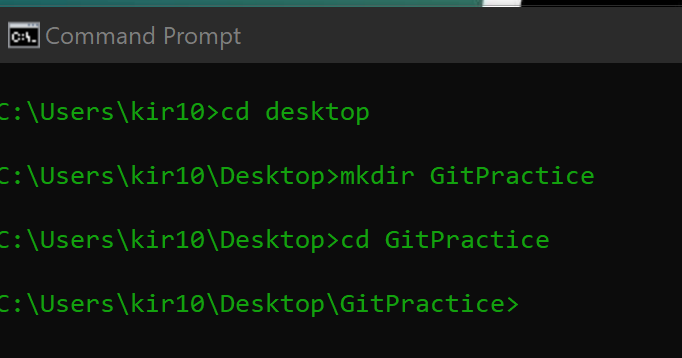 Command Prompt
C:\Users\kir10>cd desktop
C:\Users\kir10\Desktop>mkdir GitPractice
C:\Users\kir10\Desktop>cd GitPractice
C:\Users\kir10\Desktop\GitPractice>